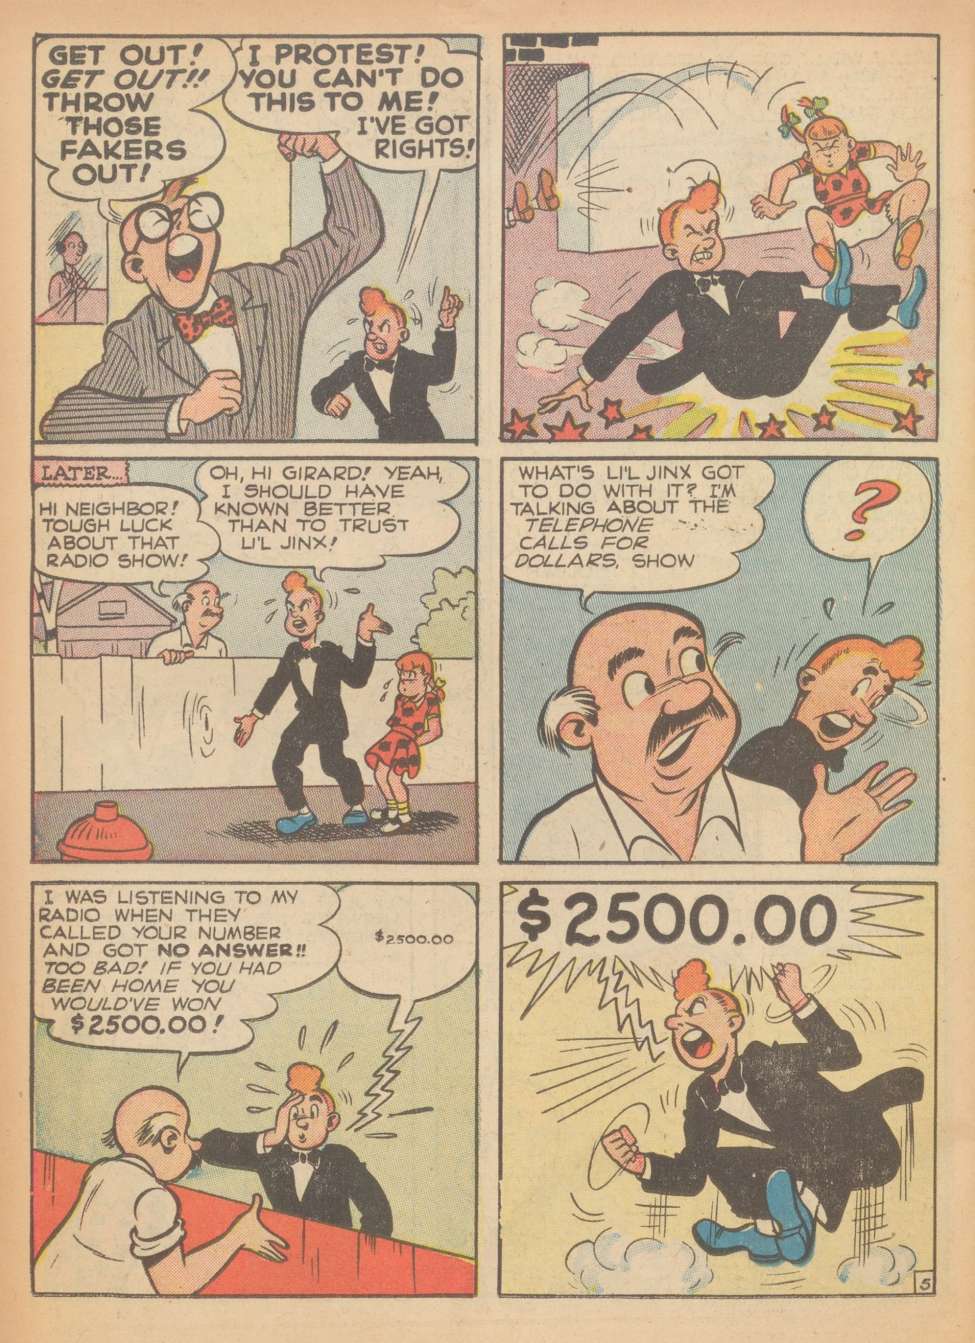 GET OUT!
GET OUT!!
THROW
THOSE
FAKERS
OUT!
I PROTEST!
YOU CAN'T DO
THIS TO ME!
I'VE GOT
RIGHTS!
LATER...
HI NEIGHBOR!
TOUGH LUCK
ABOUT THAT
RADIO SHOW!
OH, HI GIRARD! YEAH,
I SHOULD HAVE
KNOWN BETTER
THAN TO TRUST
LI'L JINX!
WHAT'S LI'L JINX GOT
TO DO WITH IT? I'M
TALKING ABOUT THE
TELEPHONE
CALLS FOR
DOLLARS, SHOW
?
I WAS LISTENING TO MY
RADIO WHEN THEY
CALLED YOUR NUMBER
AND GOT NO ANSWER!!
TOO BAD! IF YOU HAD
BEEN HOME YOU
WOULD'VE WON
$2500.00!
$2500.00
$2500.00
5